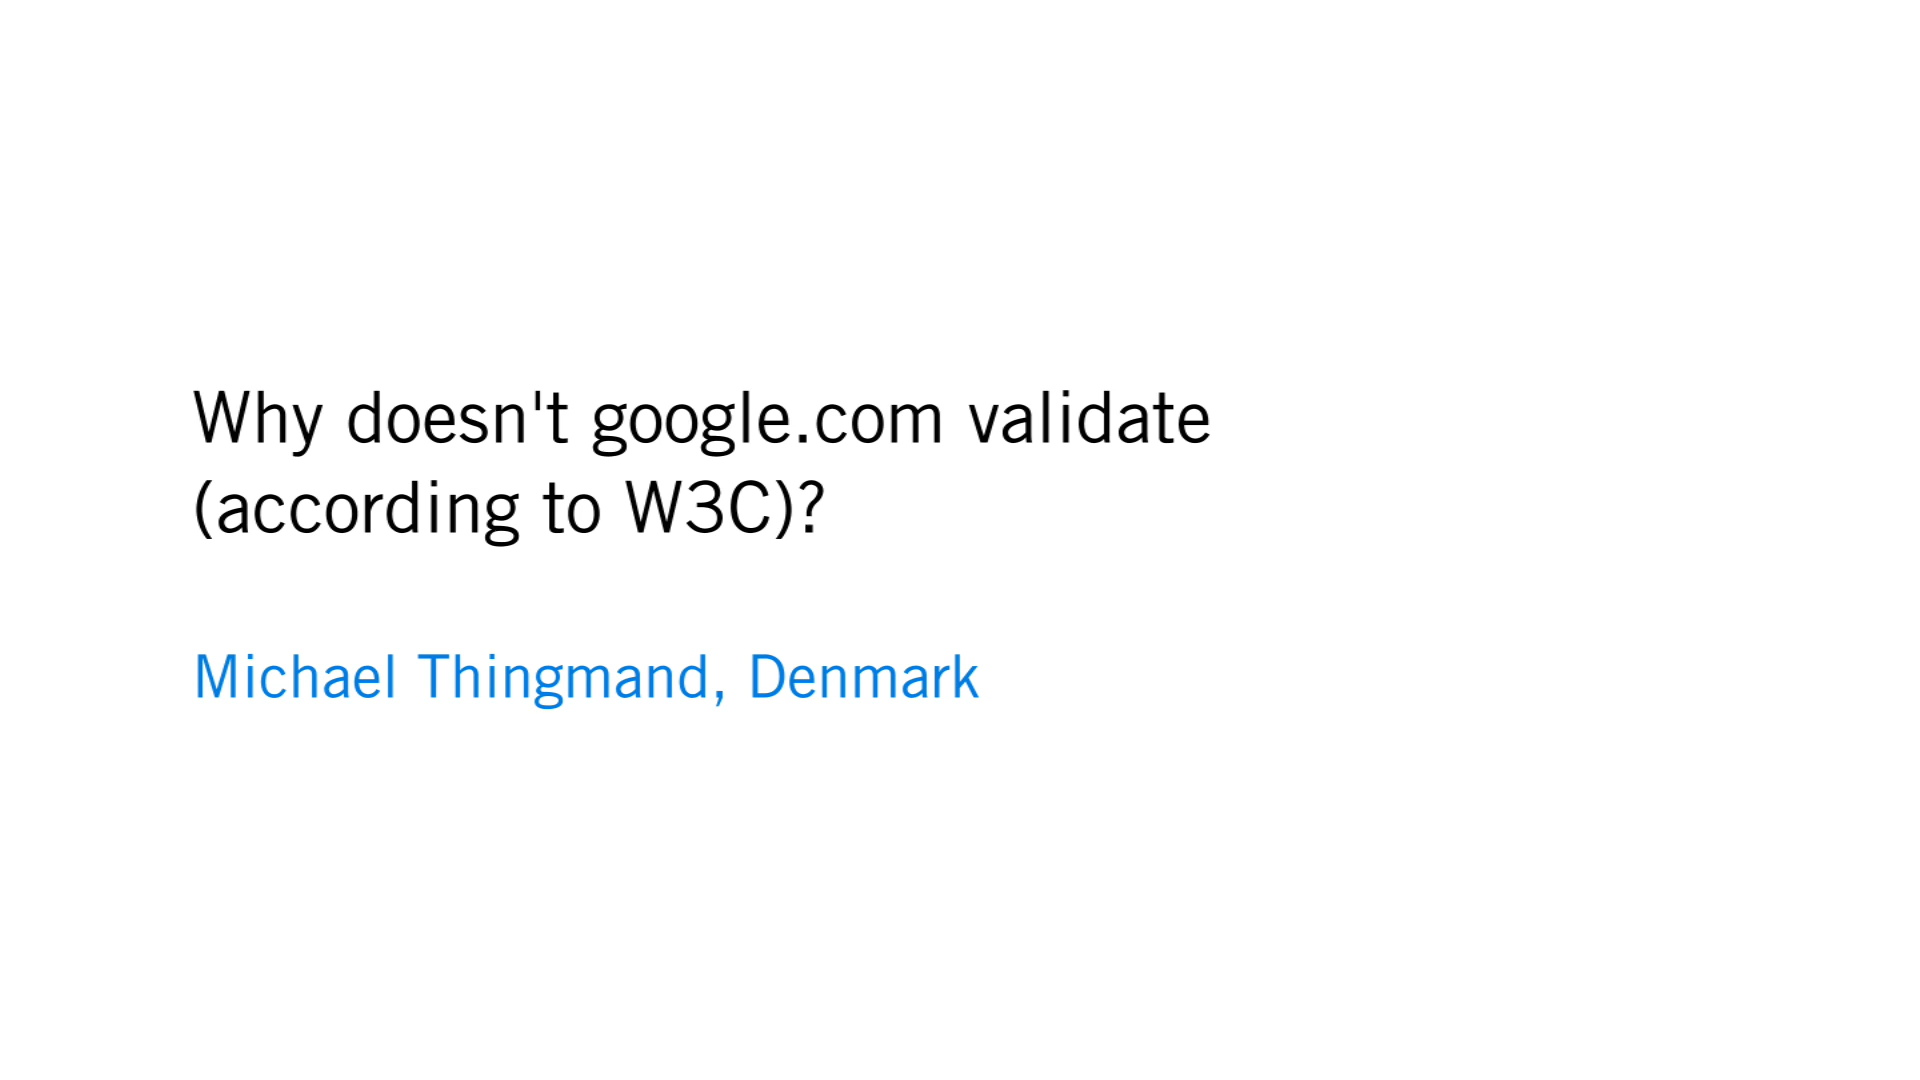 Why doesn't google.com validate
(according to W3C)?
Michael Thingmand, Denmark